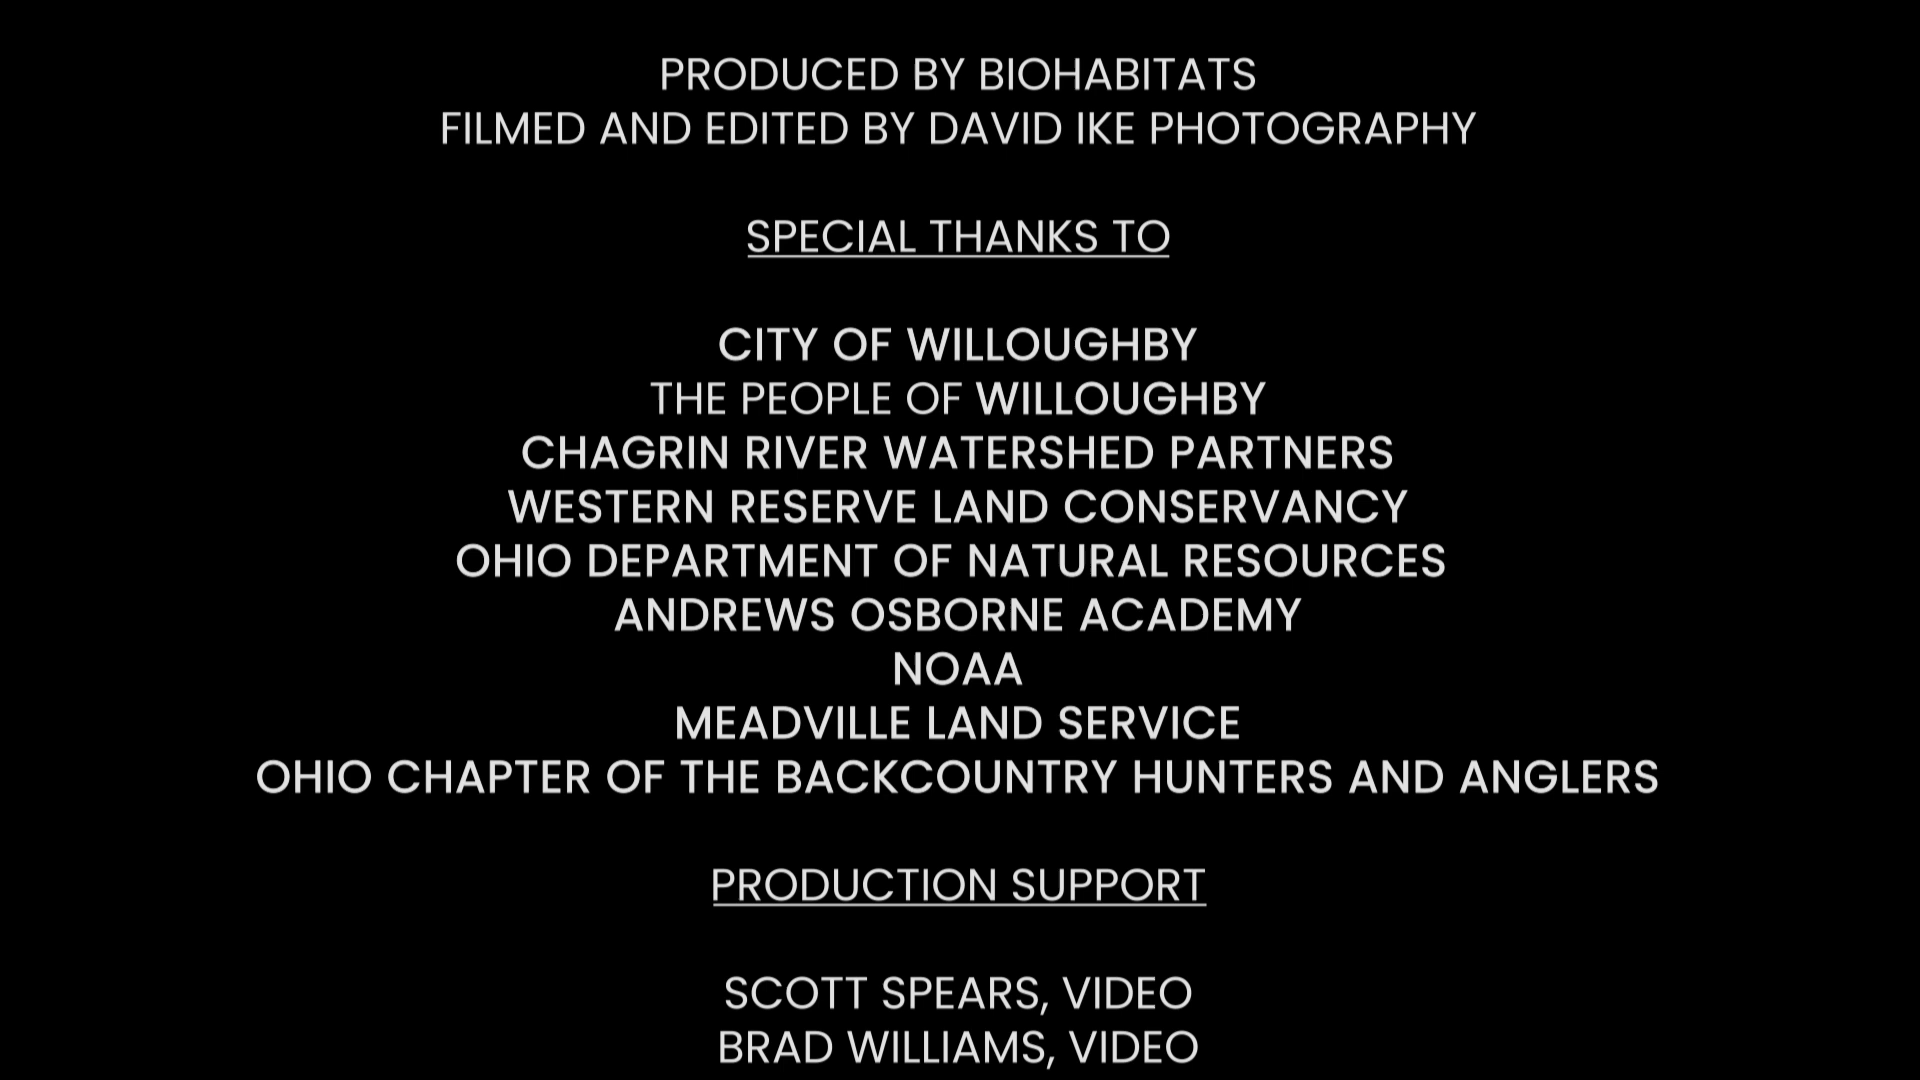 PRODUCED BY BIOHABITATS
FILMED AND EDITED BY DAVID IKE PHOTOGRAPHY
SPECIAL THANKS TO
CITY OF WILLOUGHBY
THE PEOPLE OF WILLOUGHBY
CHAGRIN RIVER WATERSHED PARTNERS
WESTERN RESERVE LAND CONSERVANCY
OHIO DEPARTMENT OF NATURAL RESOURCES
ANDREWS OSBORNE ACADEMY
NOAA
MEADVILLE LAND SERVICE
OHIO CHAPTER OF THE BACKCOUNTRY HUNTERS AND ANGLERS
PRODUCTION SUPPORT
SCOTT SPEARS, VIDEO
BRAD WILLIAMS, VIDEO